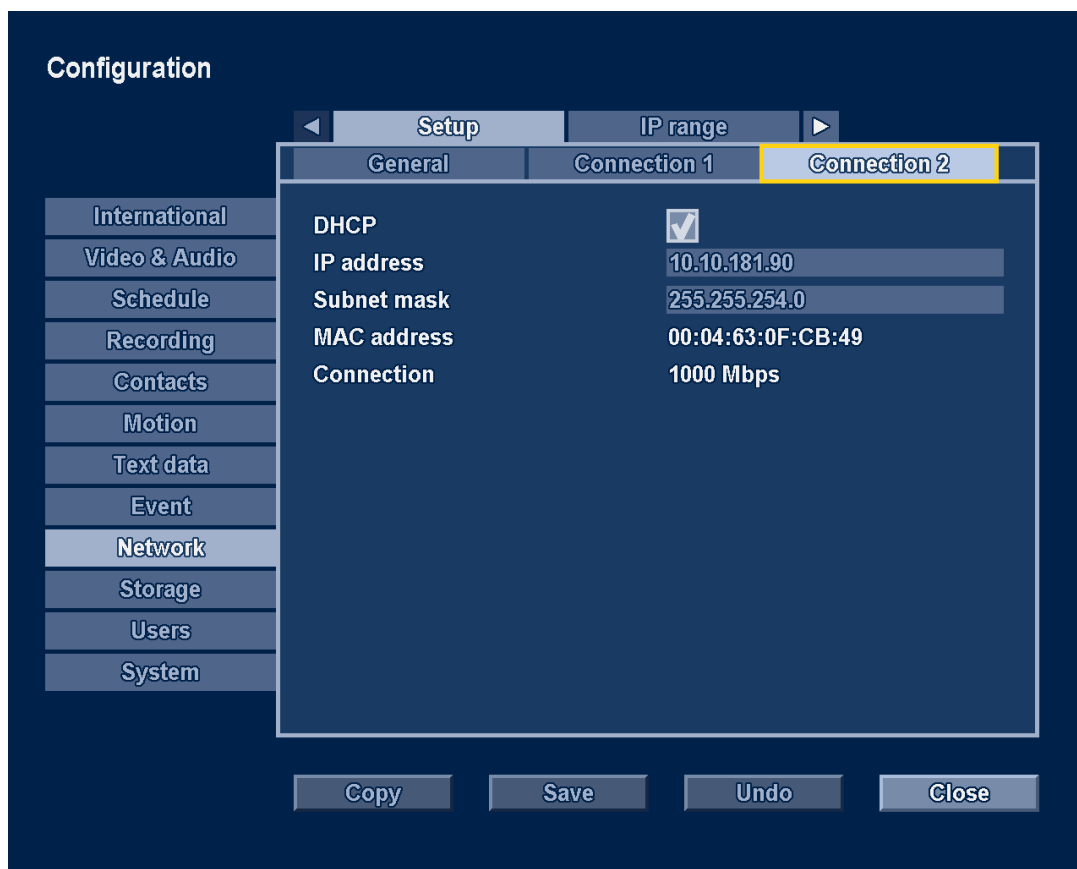 Configuration
Setup IP range
General Connection 1 Connection 2
International
Video & Audio
Schedule
Recording
Contacts
Motion
Text data
Event
Network
Storage
Users
System
DHCP
IP address 10.10.181.90
Subnet mask 255.255.254.0
MAC address 00:04:63:0F:CB:49
Connection 1000 Mbps
Copy Save Undo Close